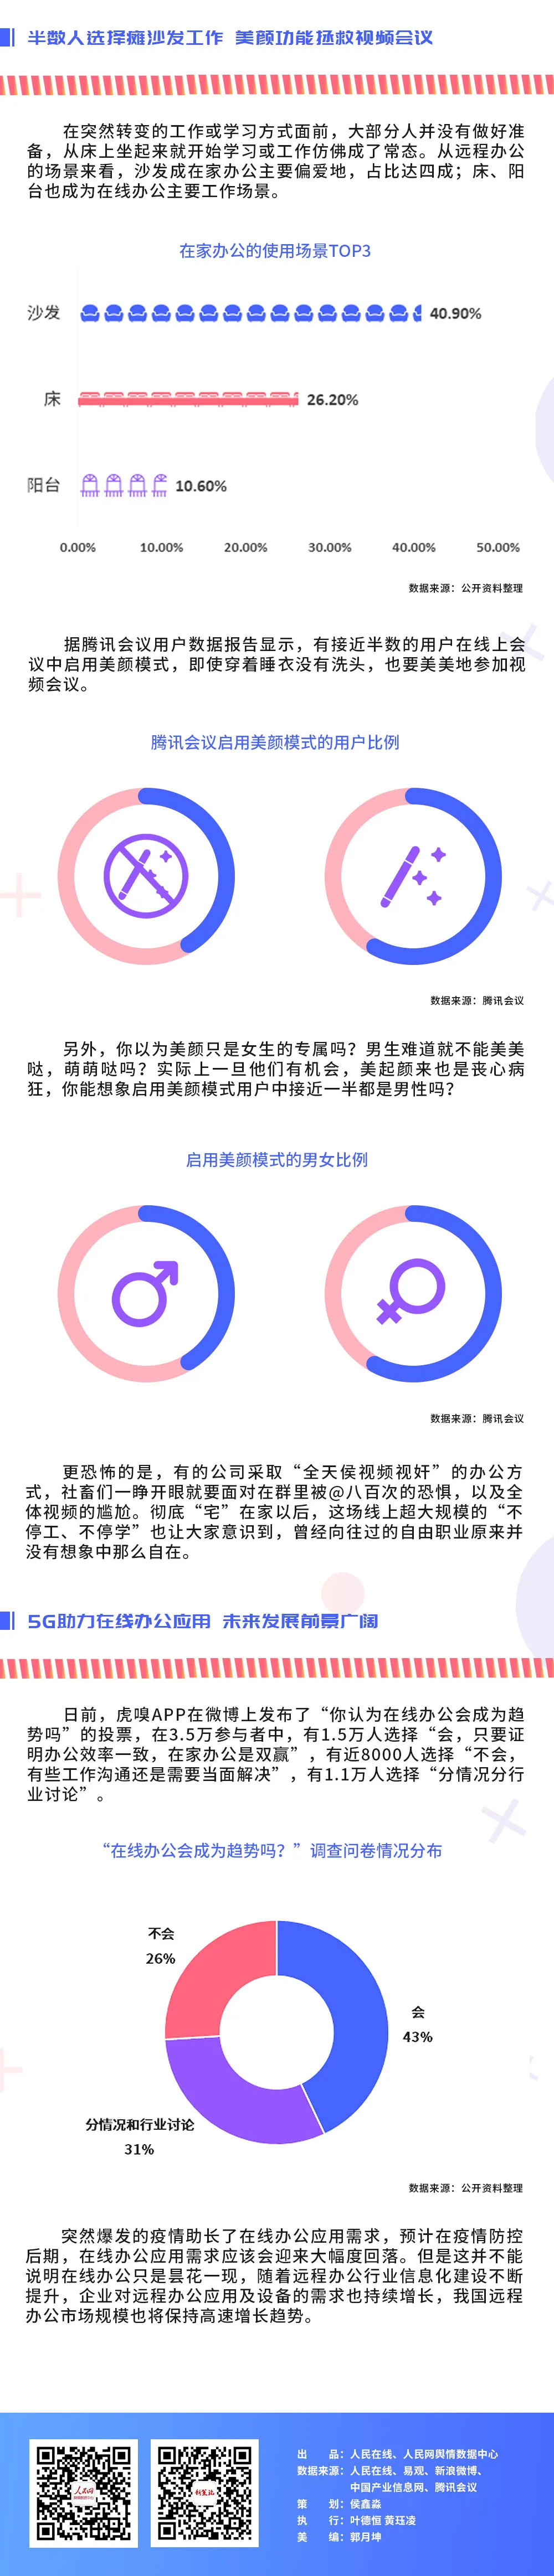 半数人选择瘫沙发工作 美颜功能拯救视频会议
在突然转变的工作或学习方式面前，大部分人并没有做好准
备，从床上坐起来就开始学习或工作仿佛成了常态。从远程办公
的场景来看，沙发成在家办公主要偏爱地，占比达四成；床、阳
台也成为在线办公主要工作场景。
在家办公的使用场景TOP3
沙发 40.90%
床 26.20%
阳台 10.60%
0.00% 10.00% 20.00% 30.00% 40.00% 50.00%
数据来源：公开资料整理
据腾讯会议用户数据报告显示，有接近半数的用户在线上会
议中启用美颜模式，即使穿着睡衣没有洗头，也要美美地参加视
频会议。
腾讯会议启用美颜模式的用户比例
数据来源：腾讯会议
另外，你以为美颜只是女生的专属吗？男生难道就不能美美
哒，萌萌哒吗？实际上一旦他们有机会，美起颜来也是丧心病
狂，你能想象启用美颜模式用户中接近一半都是男性吗？
启用美颜模式的男女比例
数据来源：腾讯会议
更恐怖的是，有的公司采取“全天侯视频视奸”的办公方
式，社畜们一睁开眼就要面对在群里被@八百次的恐惧，以及全
体视频的尴尬。彻底“宅”在家以后，这场线上超大规模的“不
停工、不停学”也让大家意识到，曾经向往过的自由职业原来并
没有想象中那么自在。
5G助力在线办公应用 未来发展前景广阔
日前，虎嗅APP在微博上发布了“你认为在线办公会成为趋
势吗”的投票，在3.5万参与者中，有1.5万人选择“会，只要证
明办公效率一致，在家办公是双赢”，有近8000人选择“不会，
有些工作沟通还是需要当面解决”，有1.1万人选择“分情况分行
业讨论”。
“在线办公会成为趋势吗？”调查问卷情况分布
不会
26%
会
43%
分情况和行业讨论
31%
数据来源：公开资料整理
突然爆发的疫情助长了在线办公应用需求，预计在疫情防控
后期，在线办公应用需求应该会迎来大幅度回落。但是这并不能
说明在线办公只是昙花一现，随着远程办公行业信息化建设不断
提升，企业对远程办公应用及设备的需求也持续增长，我国远程
办公市场规模也将保持高速增长趋势。
人民网
出 品：人民在线、人民网舆情数据中心
数据来源：人民在线、易观、新浪微博、
中国产业信息网、腾讯会议
策 划：侯鑫淼
执 行：叶德恒 黄珏凌
美 编：郭月坤